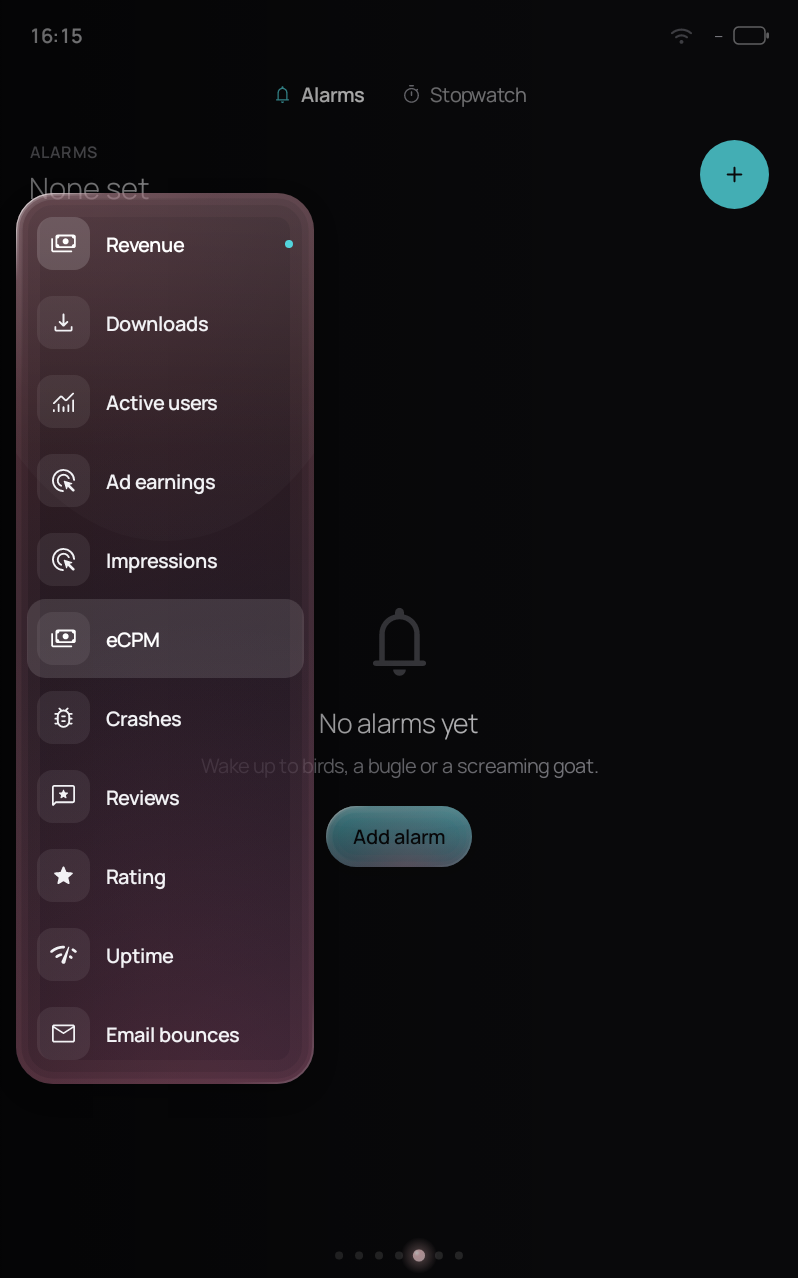 16:15
Alarms
Stopwatch
ALARMS
None set
Revenue
Downloads
Active users
Ad earnings
Impressions
eCPM
Crashes
No alarms yet
Wake up to birds, a bugle or a screaming goat.
Reviews
Add alarm
Rating
Uptime
Email bounces